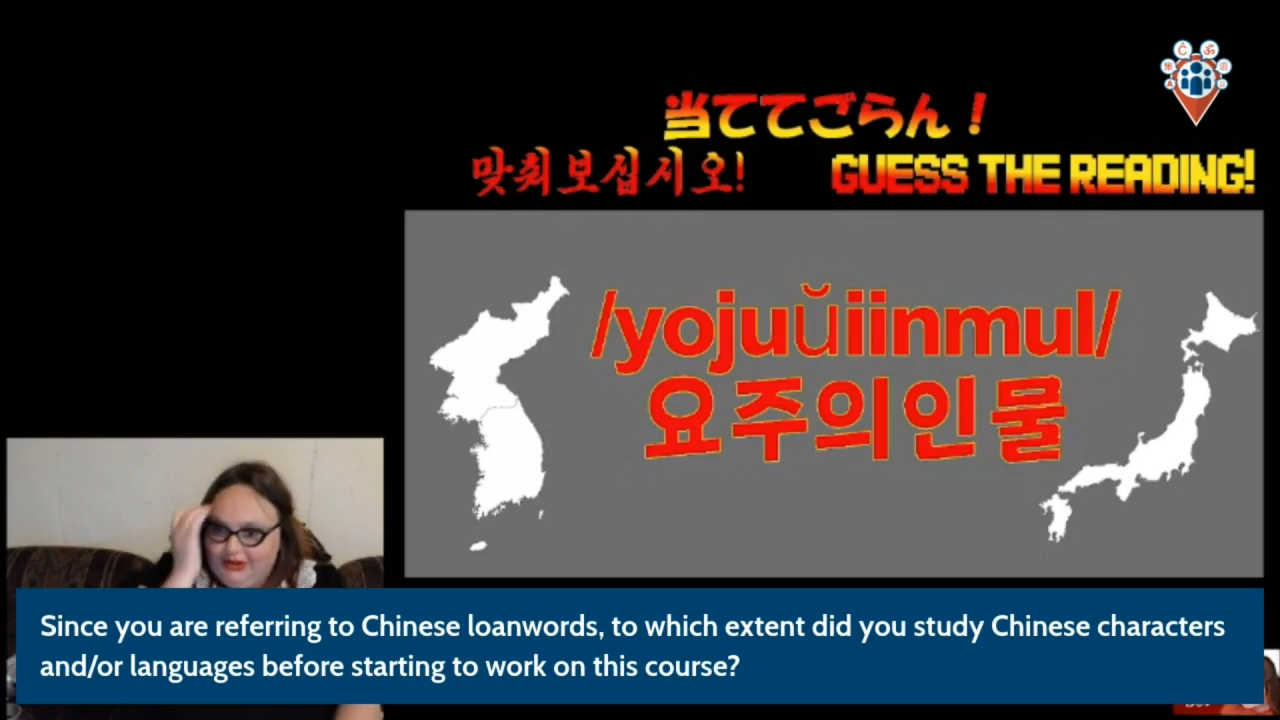 当ててごらん！
맞춰보십시오!
GUESS THE READING!
/yojuŭiinmul/
요주의인물
Since you are referring to Chinese loanwords, to which extent did you study Chinese characters
and/or languages before starting to work on this course?